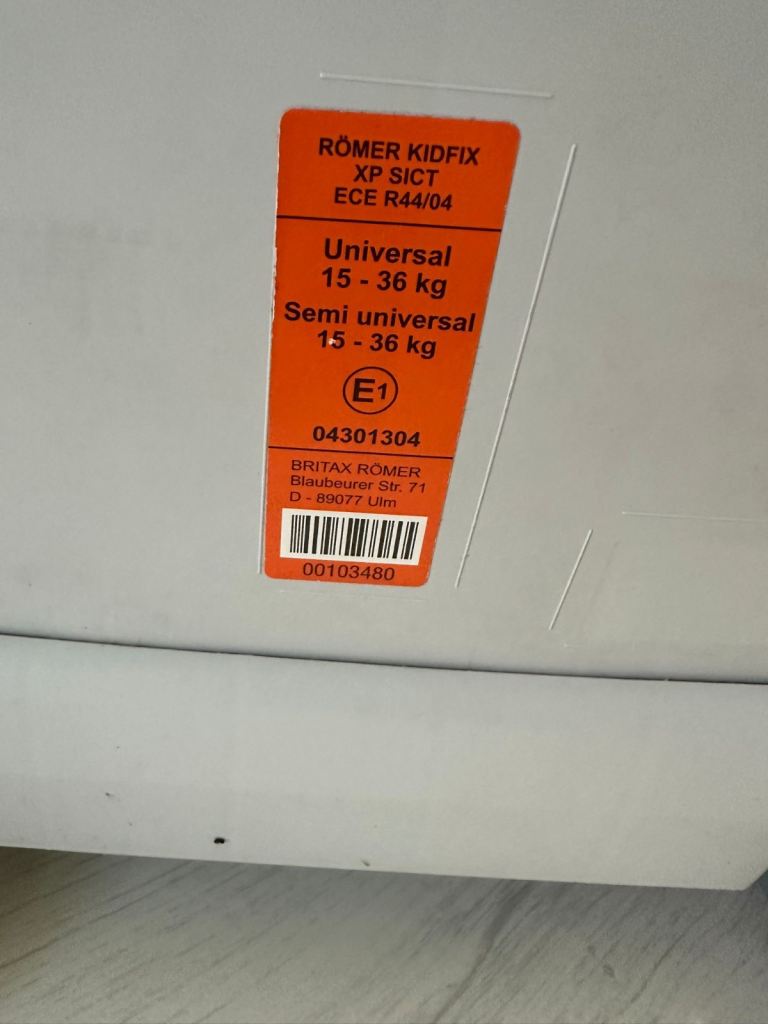 RÖMER KIDFIX
XP SICT
ECE R44/04
Universal
15 - 36 kg
Semi universal
15 - 36 kg
E1
04301304
BRITAX RÖMER
Blaubeurer Str. 71
D - 89077 Ulm
00103480